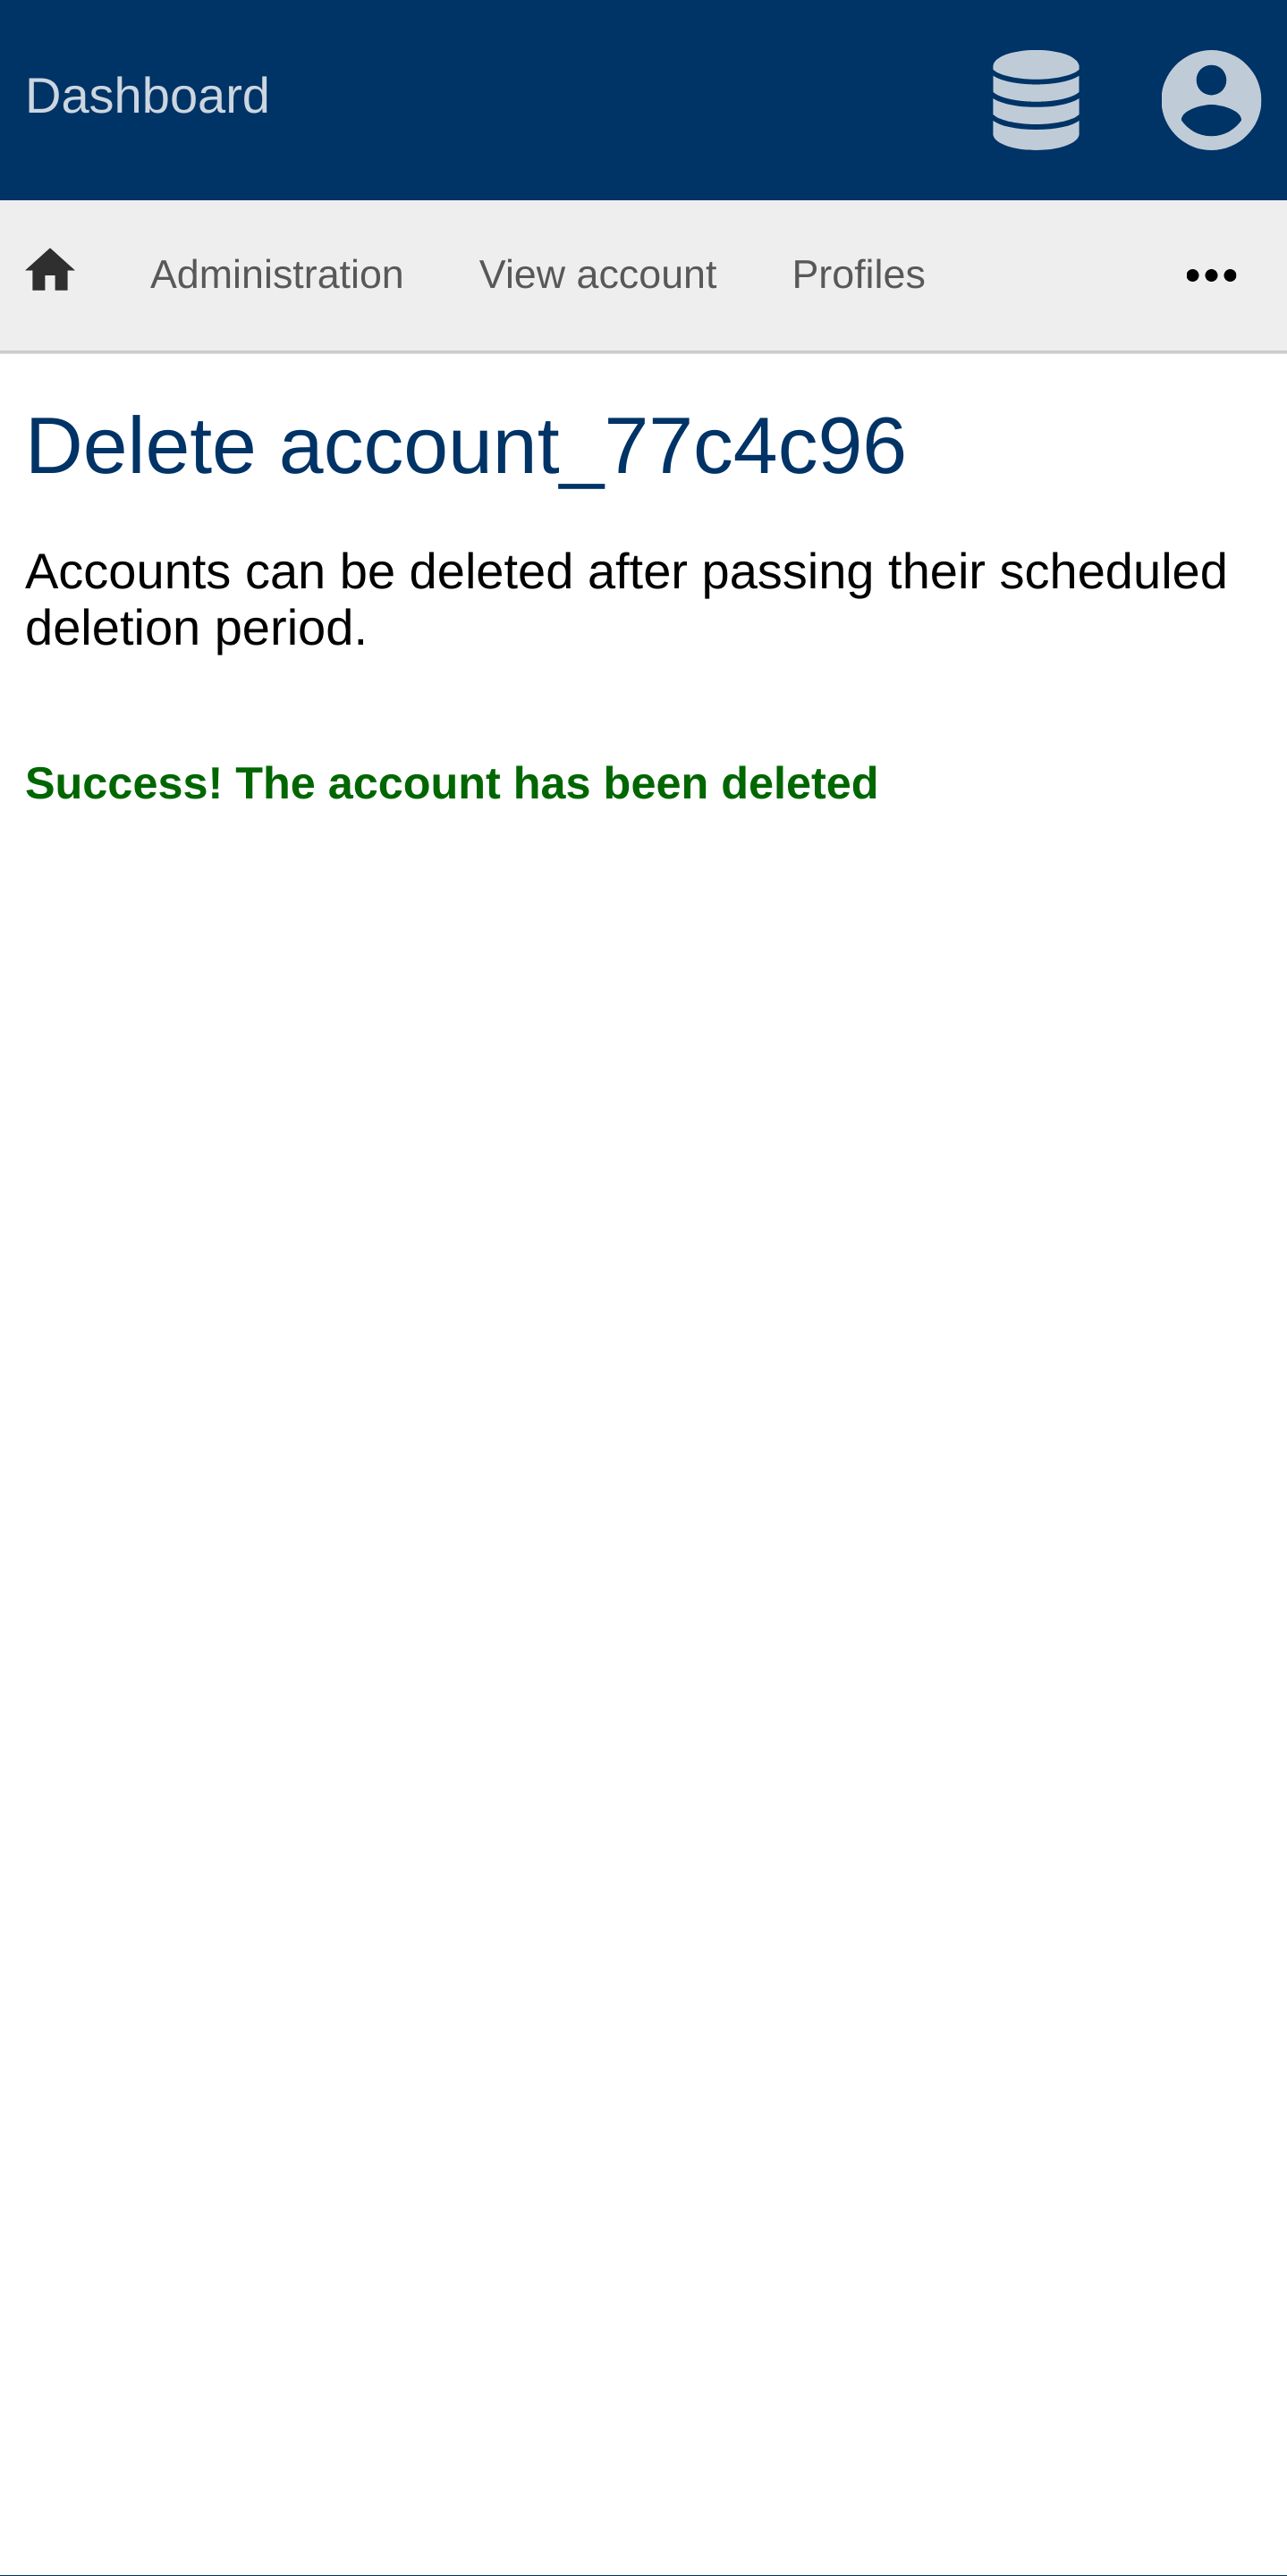 Dashboard
Administration View account Profiles
Delete account_77c4c96
Accounts can be deleted after passing their scheduled
deletion period.
Success! The account has been deleted